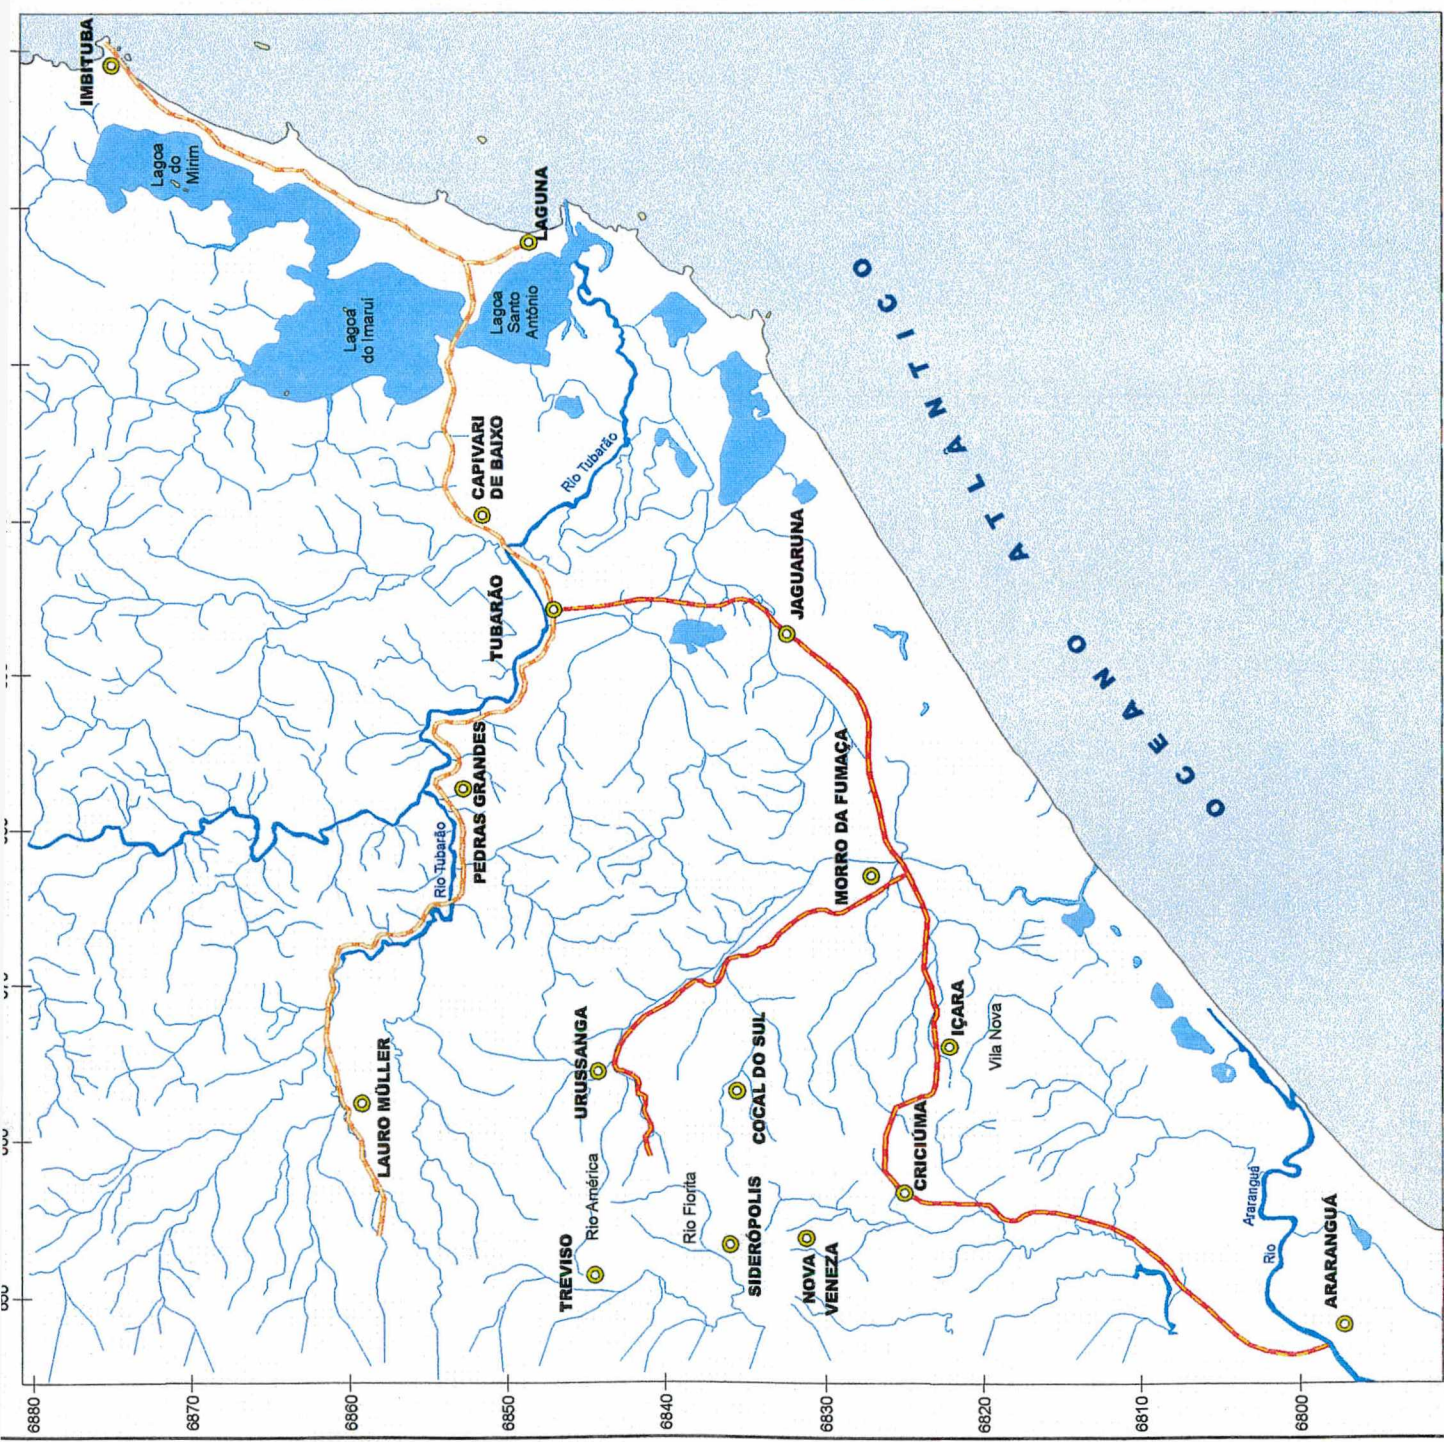 IMBITUBA
Lagoa
do
Mirim
LAGUNA
Lagoa
do Imaruí
Lagoa
Santo
Antônio
CAPIVARI
DE BAIXO
Rio Tubarão
TUBARÃO
JAGUARUNA
PEDRAS GRANDES
Rio Tubarão
MORRO DA FUMAÇA
LAURO MÜLLER
URUSSANGA
COCAL DO SUL
IÇARA
Vila Nova
CRICIÚMA
Rio América
Rio Fiorita
TREVISO
SIDERÓPOLIS
NOVA
VENEZA
Rio
Araranguá
ARARANGUÁ
OCEANO ATLÂNTICO
6880
6870
6860
6850
6840
6830
6820
6810
6800